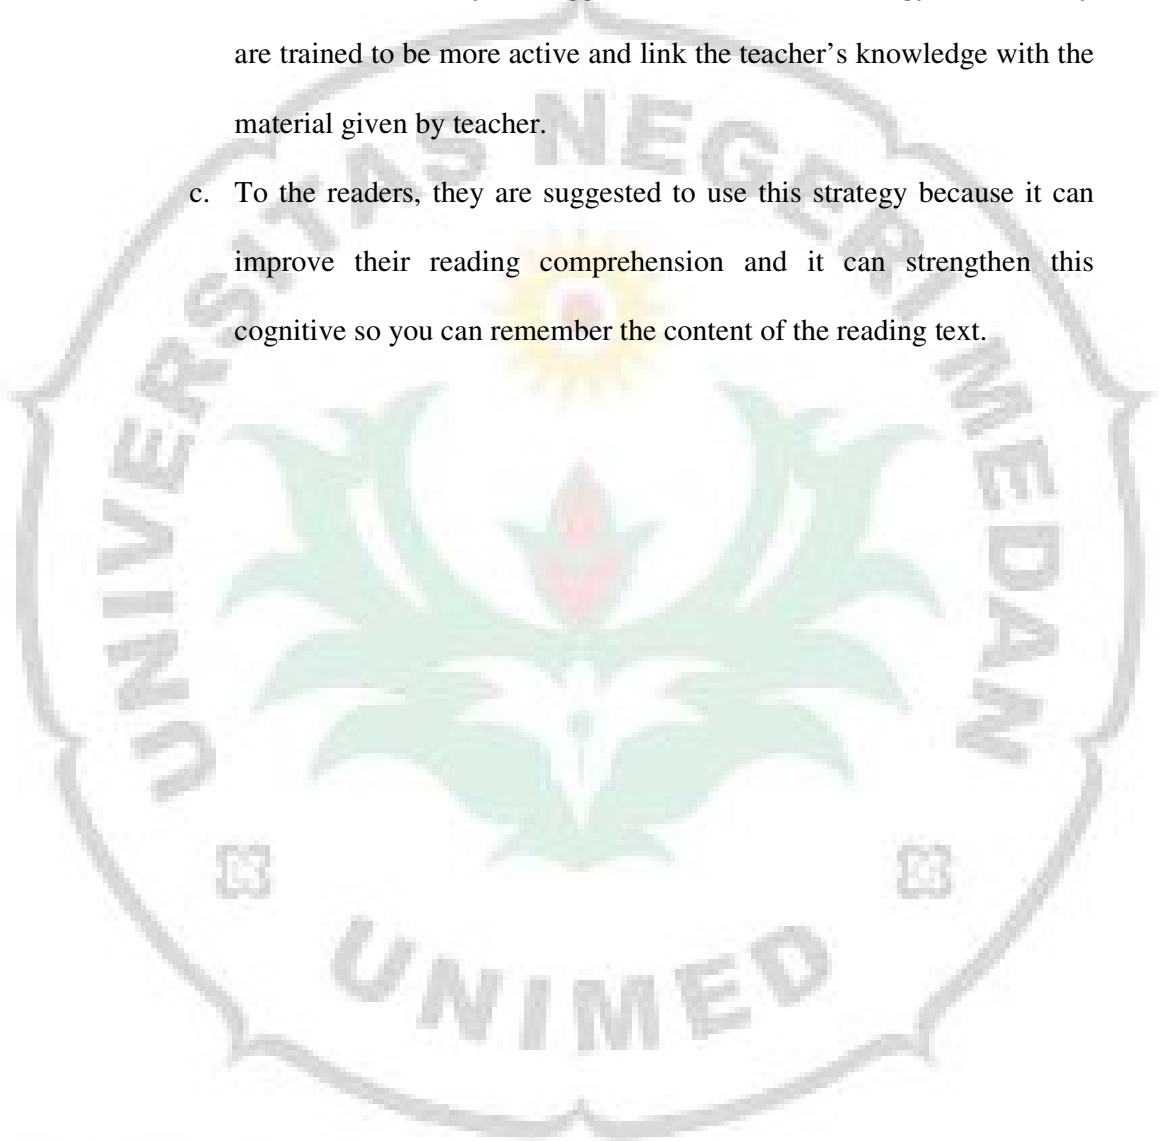 are trained to be more active and link the teacher’s knowledge with the
material given by teacher.
c. To the readers, they are suggested to use this strategy because it can
improve their reading comprehension and it can strengthen this
cognitive so you can remember the content of the reading text.
UNIVERSITAS NEGERI MEDAN
UNIMED